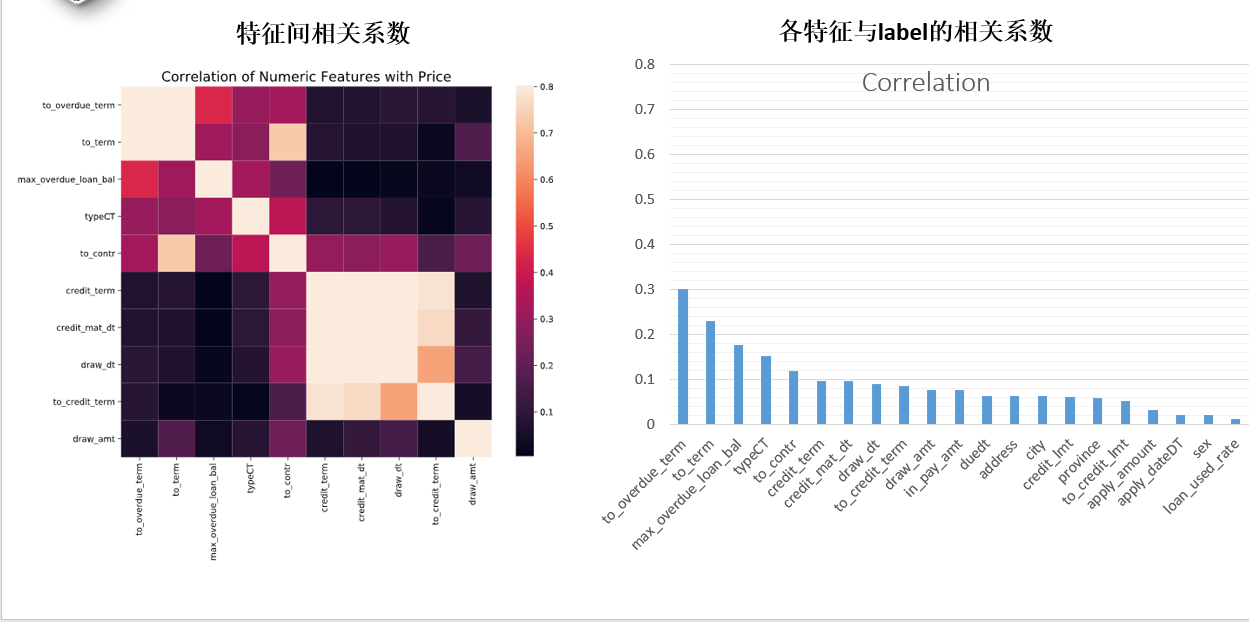 特征间相关系数
Correlation of Numeric Features with Price
to_overdue_term
to_term
max_overdue_loan_bal
typeCT
to_contr
credit_term
credit_mat_dt
draw_dt
to_credit_term
draw_amt
to_overdue_term
to_term
max_overdue_loan_bal
typeCT
to_contr
credit_term
credit_mat_dt
draw_dt
to_credit_term
draw_amt
0.8
0.7
0.6
0.5
0.4
0.3
0.2
0.1
各特征与label的相关系数
Correlation
0.8
0.7
0.6
0.5
0.4
0.3
0.2
0.1
0
to_overdue_term
to_term
max_overdue_loan_bal
typeCT
to_contr
credit_term
credit_mat_dt
draw_dt
to_credit_term
draw_amt
in_pay_amt
duedt
address
city
credit_lmt
province
to_credit_lmt
apply_amount
apply_dateDT
sex
loan_used_rate